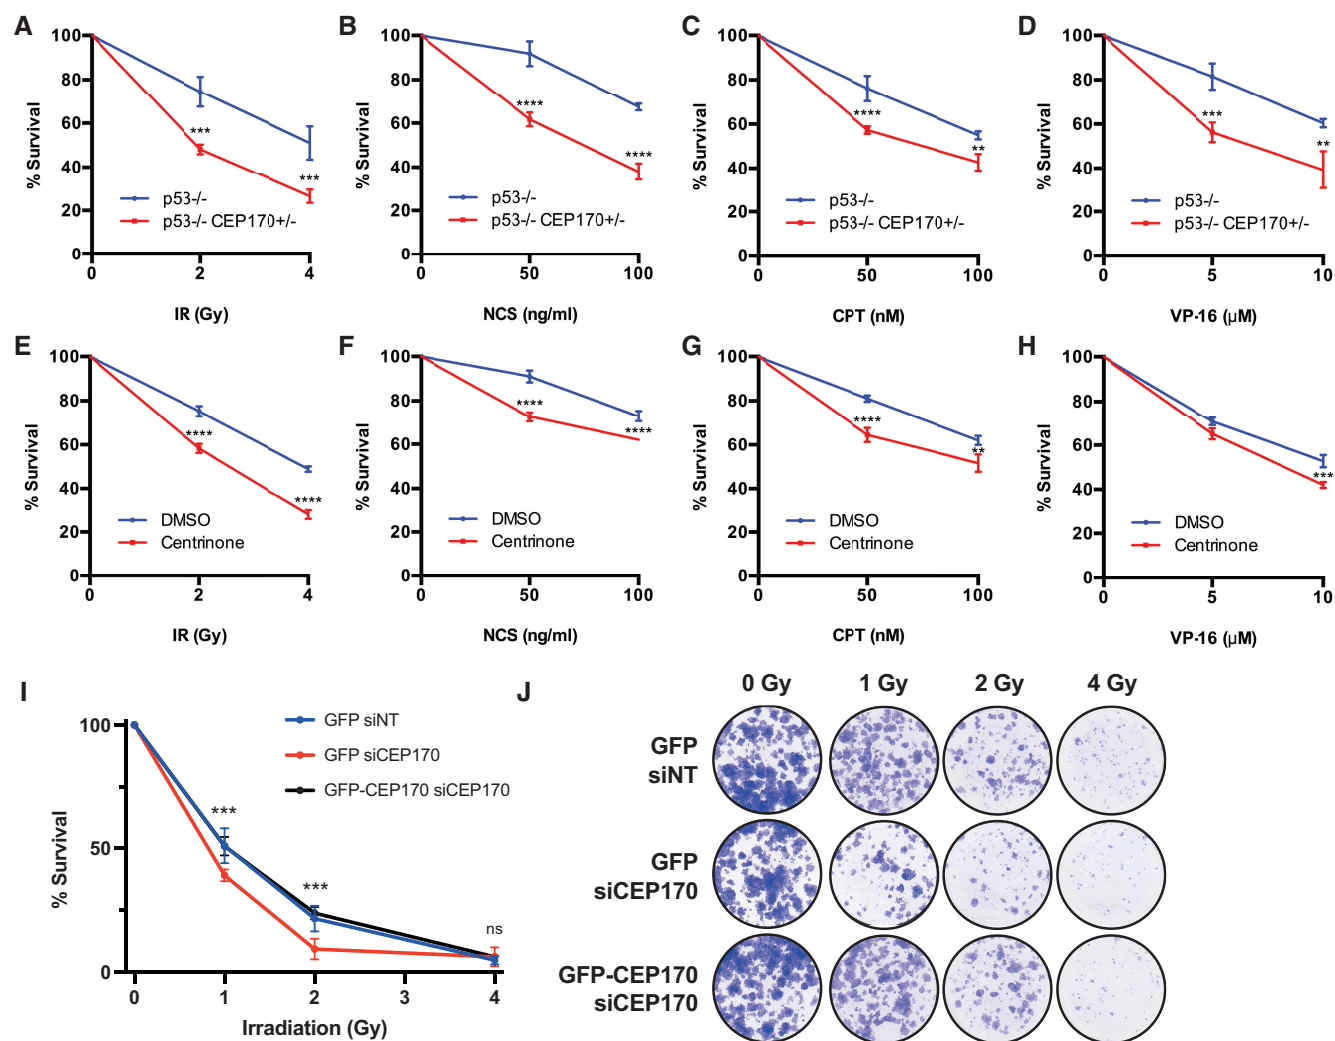 A
100
80
60
40
20
0
% Survival
***
***
p53-/-
p53-/- CEP170+/-
0 2 4
IR (Gy)
B
100
80
60
40
20
0
% Survival
****
****
p53-/-
p53-/- CEP170+/-
0 50 100
NCS (ng/ml)
C
100
80
60
40
20
0
% Survival
****
**
p53-/-
p53-/- CEP170+/-
0 50 100
CPT (nM)
D
100
80
60
40
20
0
% Survival
***
**
p53-/-
p53-/- CEP170+/-
0 5 10
VP-16 (µM)
E
100
80
60
40
20
0
% Survival
****
****
DMSO
Centrinone
0 2 4
IR (Gy)
F
100
80
60
40
20
0
% Survival
****
****
DMSO
Centrinone
0 50 100
NCS (ng/ml)
G
100
80
60
40
20
0
% Survival
****
**
DMSO
Centrinone
0 50 100
CPT (nM)
H
100
80
60
40
20
0
% Survival
***
DMSO
Centrinone
0 5 10
VP-16 (µM)
I
100
50
0
% Survival
***
***
ns
GFP siNT
GFP siCEP170
GFP-CEP170 siCEP170
0 1 2 3 4
Irradiation (Gy)
J
0 Gy 1 Gy 2 Gy 4 Gy
GFP
siNT
GFP
siCEP170
GFP-CEP170
siCEP170